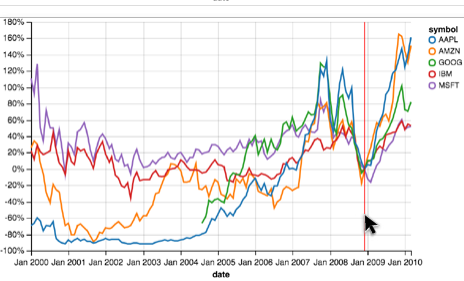 date
180%
160%
140%
120%
100%
80%
60%
40%
20%
0%
-20%
-40%
-60%
-80%
-100%
Jan 2000 Jan 2001 Jan 2002 Jan 2003 Jan 2004 Jan 2005 Jan 2006 Jan 2007 Jan 2008 Jan 2009 Jan 2010
date
symbol
AAPL
AMZN
GOOG
IBM
MSFT